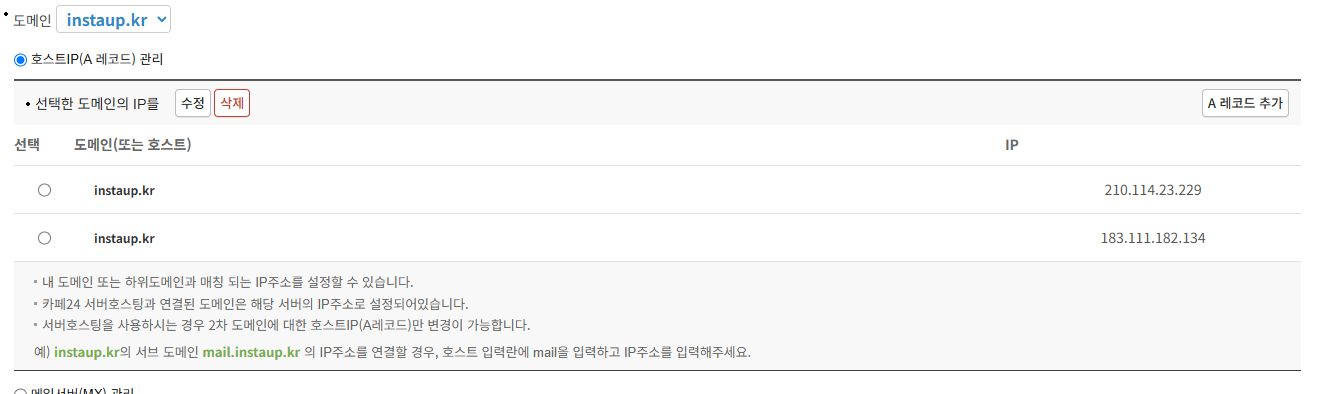 도메인 instaup.kr
호스트IP(A 레코드) 관리
• 선택한 도메인의 IP를 수정 삭제 A 레코드 추가
선택 도메인(또는 호스트) IP
instaup.kr 210.114.23.229
instaup.kr 183.111.182.134
내 도메인 또는 하위도메인과 매칭 되는 IP주소를 설정할 수 있습니다.
카페24 서버호스팅과 연결된 도메인은 해당 서버의 IP주소로 설정되어있습니다.
서버호스팅을 사용하시는 경우 2차 도메인에 대한 호스트IP(A레코드)만 변경이 가능합니다.
예) instaup.kr의 서브 도메인 mail.instaup.kr 의 IP주소를 연결할 경우, 호스트 입력란에 mail을 입력하고 IP주소를 입력해주세요.
메일서버(MX) 관리